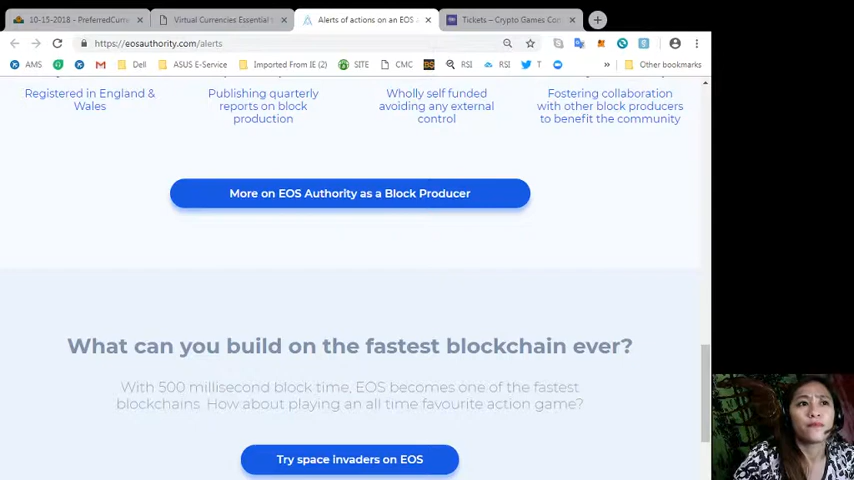 10-15-2018 - PreferredCurr
Virtual Currencies Essential
Alerts of actions on an EOS
Tickets – Crypto Games Con
https://eosauthority.com/alerts
AMS
Dell
ASUS E-Service
Imported From IE (2)
SITE
CMC
RSI
RSI
T
»
Other bookmarks
Registered in England &
Wales
Publishing quarterly
reports on block
production
Wholly self funded
avoiding any external
control
Fostering collaboration
with other block producers
to benefit the community
More on EOS Authority as a Block Producer
What can you build on the fastest blockchain ever?
With 500 millisecond block time, EOS becomes one of the fastest
blockchains. How about playing an all time favourite action game?
Try space invaders on EOS